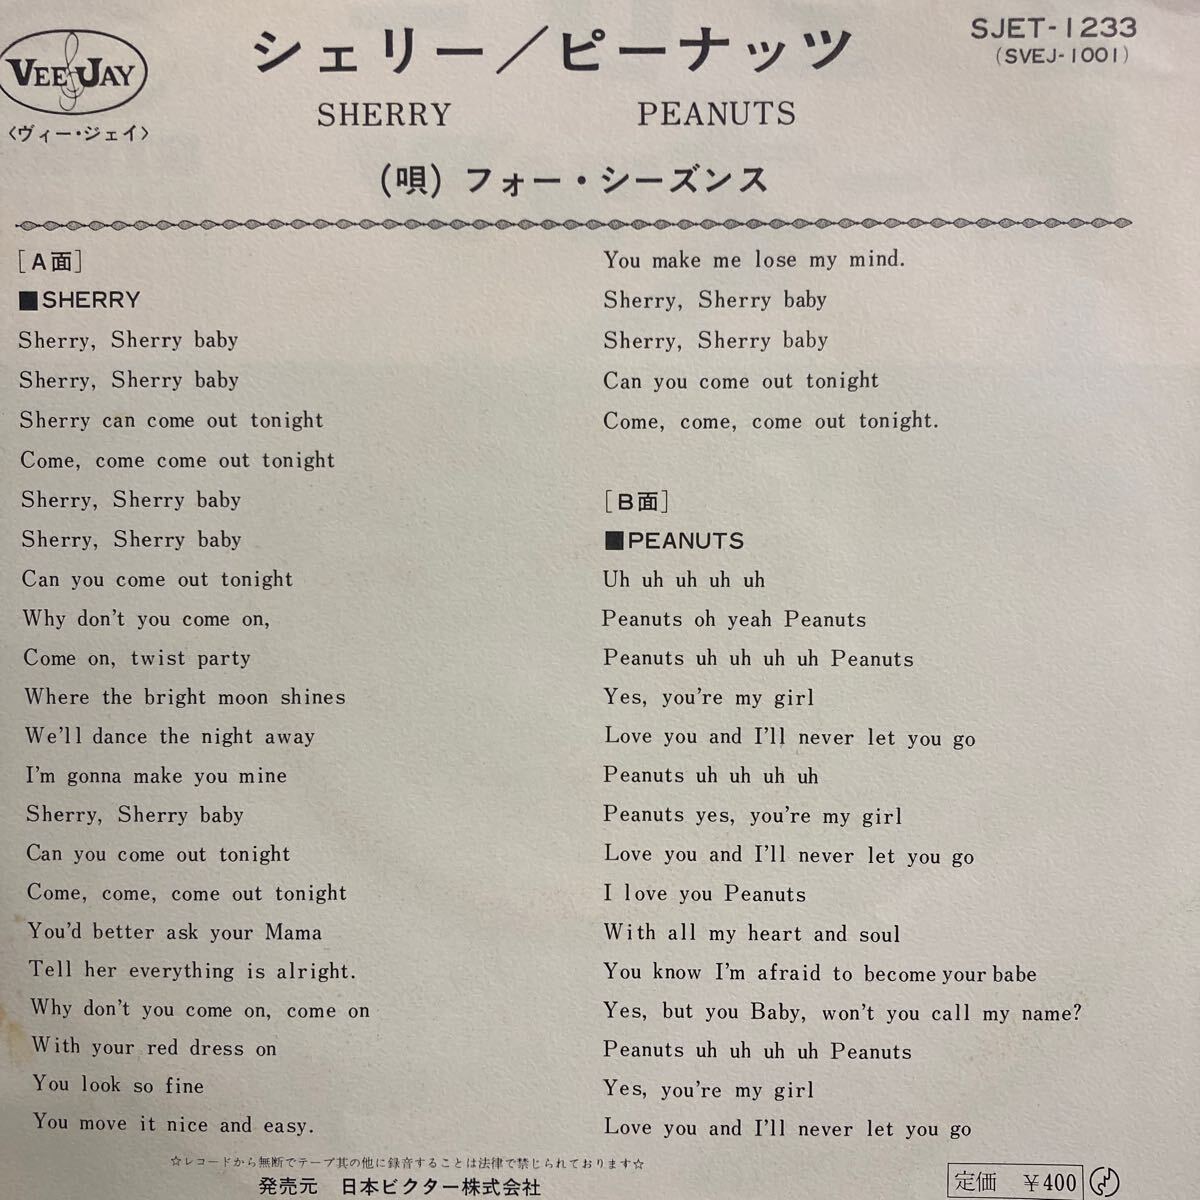 VEE JAY
〈ヴィー・ジェイ〉
シェリー／ピーナッツ
SHERRY PEANUTS
(唄) フォー・シーズンス
SJET-1233
(SVEJ-1001)
[A面]
■SHERRY
Sherry, Sherry baby
Sherry, Sherry baby
Sherry can come out tonight
Come, come come out tonight
Sherry, Sherry baby
Sherry, Sherry baby
Can you come out tonight
Why don't you come on,
Come on, twist party
Where the bright moon shines
We'll dance the night away
I'm gonna make you mine
Sherry, Sherry baby
Can you come out tonight
Come, come, come out tonight
You'd better ask your Mama
Tell her everything is alright.
Why don't you come on, come on
With your red dress on
You look so fine
You move it nice and easy.
You make me lose my mind.
Sherry, Sherry baby
Sherry, Sherry baby
Can you come out tonight
Come, come, come out tonight.
[B面]
■PEANUTS
Uh uh uh uh uh
Peanuts oh yeah Peanuts
Peanuts uh uh uh uh Peanuts
Yes, you're my girl
Love you and I'll never let you go
Peanuts uh uh uh uh
Peanuts yes, you're my girl
Love you and I'll never let you go
I love you Peanuts
With all my heart and soul
You know I'm afraid to become your babe
Yes, but you Baby, won't you call my name?
Peanuts uh uh uh uh Peanuts
Yes, you're my girl
Love you and I'll never let you go
☆レコードから無断でテープ其の他に録音することは法律で禁じられております☆
発売元 日本ビクター株式会社
定価 ¥400